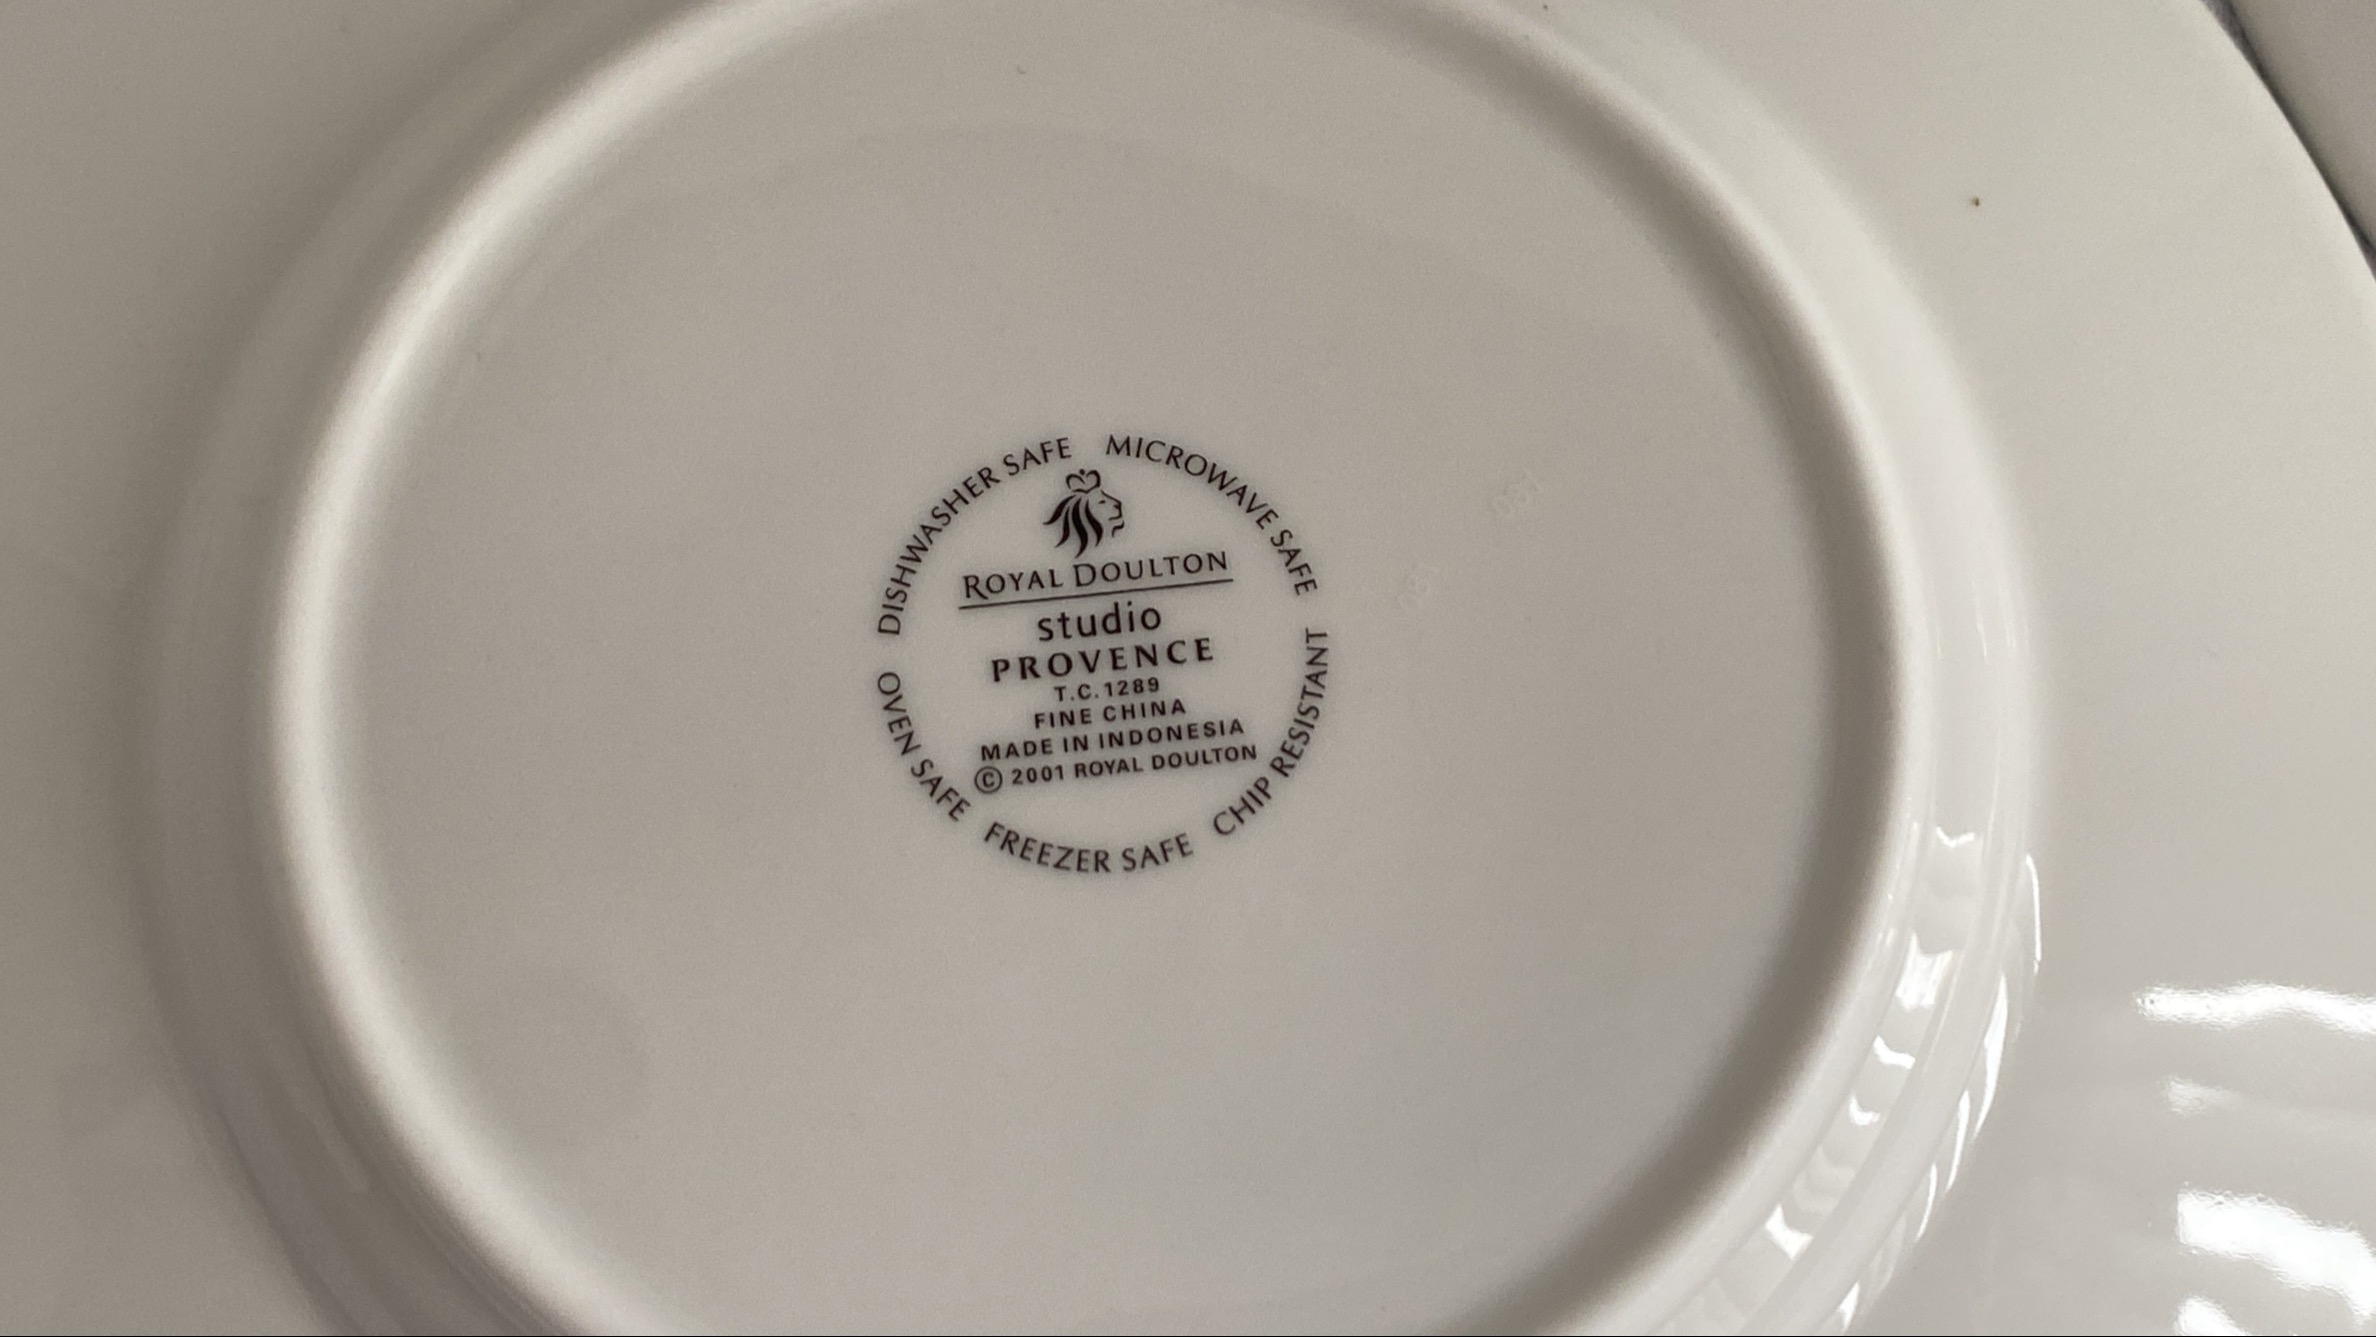 DISHWASHER SAFE
MICROWAVE SAFE
CHIP RESISTANT
FREEZER SAFE
OVEN SAFE
ROYAL DOULTON
studio
PROVENCE
T.C.1289
FINE CHINA
MADE IN INDONESIA
© 2001 ROYAL DOULTON